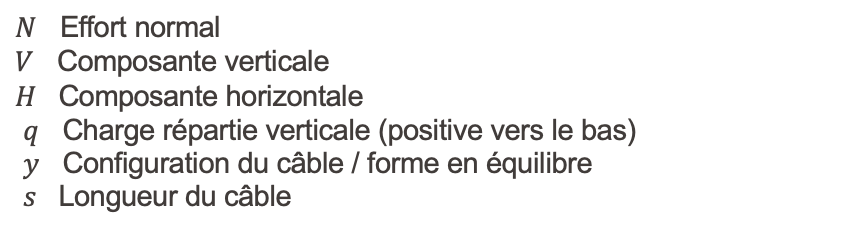 N Effort normal
V Composante verticale
H Composante horizontale
q Charge répartie verticale (positive vers le bas)
y Configuration du câble / forme en équilibre
s Longueur du câble